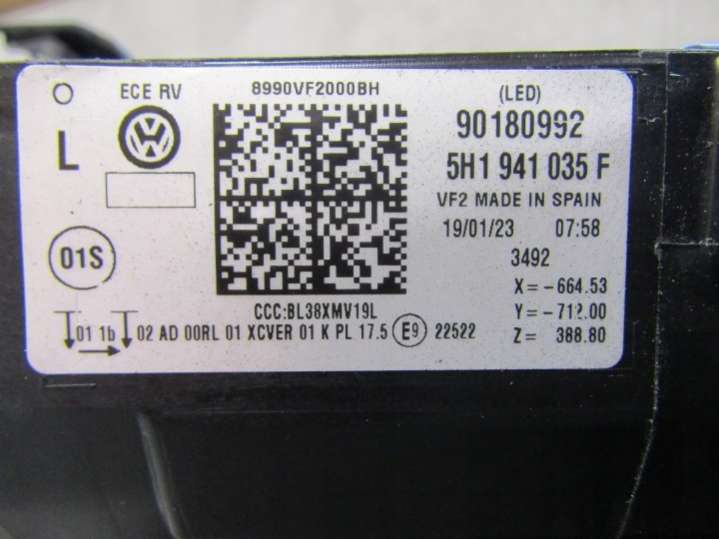 ECE RV
8990VF2000BH
(LED)
L
VW
90180992
5H1 941 035 F
VF2 MADE IN SPAIN
19/01/23 07:58
01S
3492
X= -664.53
CCC:BL38XMV19L
Y= -712.00
01 1b 02 AD 00RL 01 XCVER 01 K PL 17.5 E9 22522
Z= 388.80